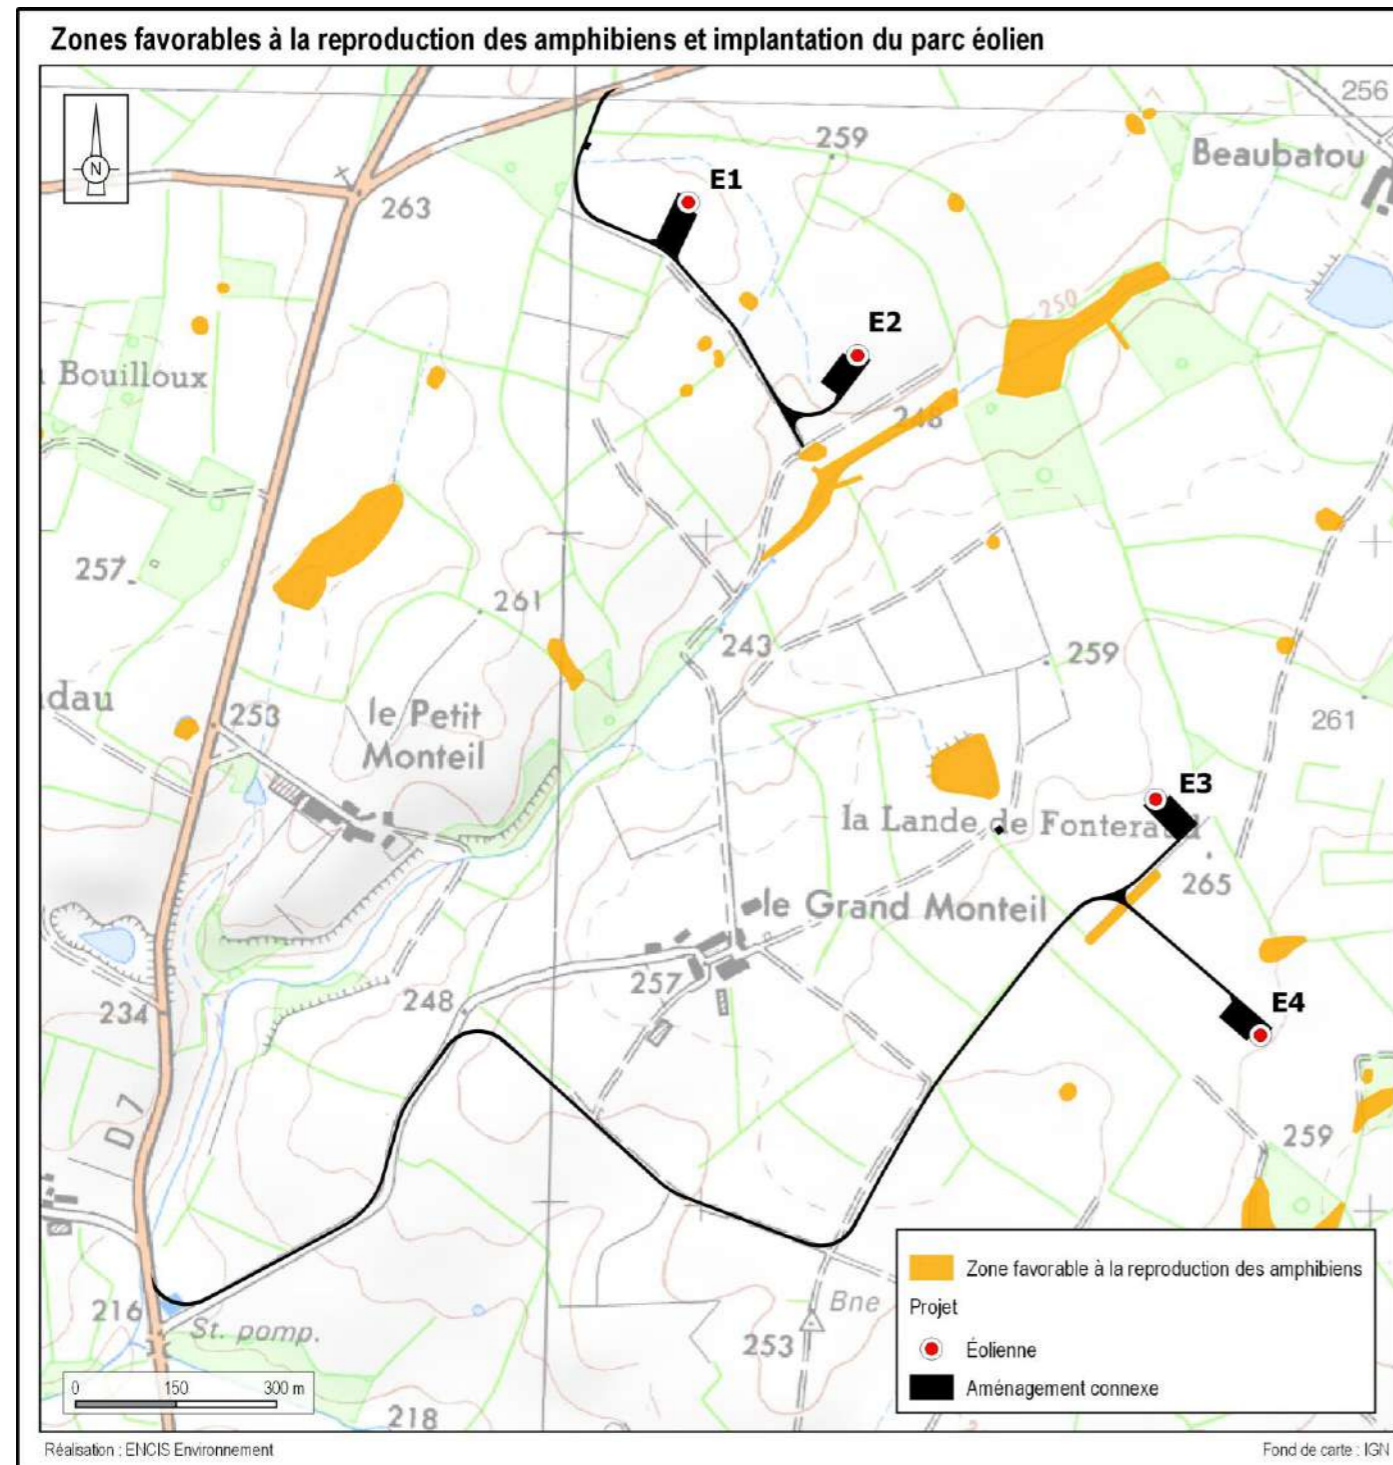 Zones favorables à la reproduction des amphibiens et implantation du parc éolien
256
259
Beaubatou
N
E1
263
250
E2
Bouilloux
248
257
261
243
259
dau
253
le Petit
Monteil
261
E3
la Lande de Fonteraud
265
le Grand Monteil
257
248
234
E4
D 7
259
216
St. pomp.
Bne
253
218
Zone favorable à la reproduction des amphibiens
Projet
Éolienne
Aménagement connexe
0 150 300 m
Réalisation : ENCIS Environnement
Fond de carte : IGN